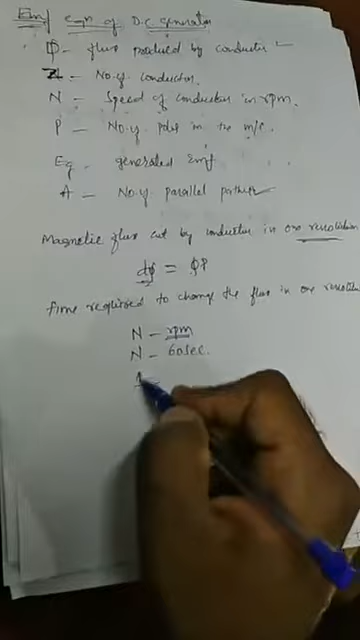 Emf eqn of D.C generator
Φ - flux produced by conductor
Z - No.of conductor.
N - Speed of conductor in rpm.
P - No.of poles in the m/c.
Eg - generated Emf
A - No.of parallel paths
Magnetic flux cut by conductor in one revolution
dφ = ΦP
time required to change the flux in one revolution
N - rpm
N - 60sec.
1